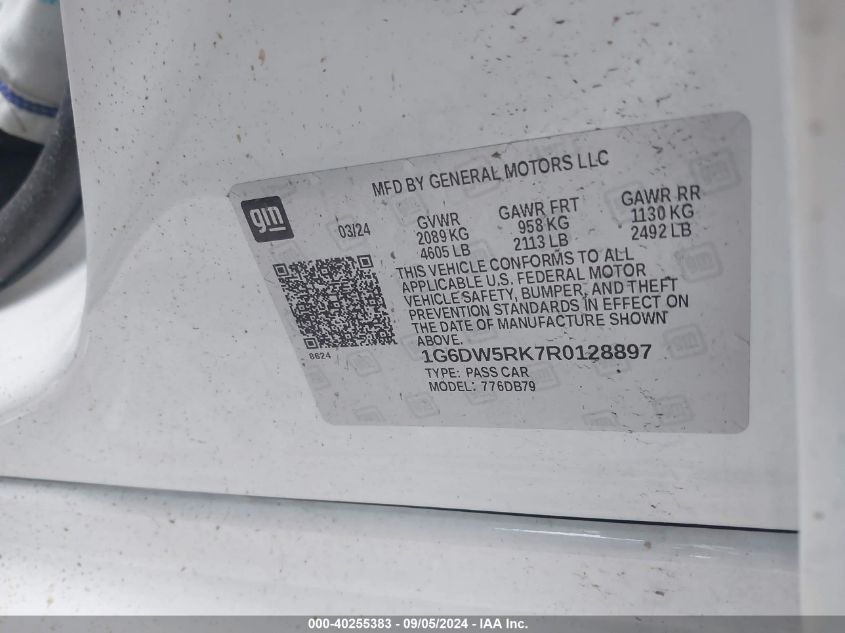 MFD BY GENERAL MOTORS LLC
gm
03/24
GVWR
2089 KG
4605 LB
GAWR FRT
958 KG
2113 LB
GAWR RR
1130 KG
2492 LB
THIS VEHICLE CONFORMS TO ALL
APPLICABLE U.S. FEDERAL MOTOR
VEHICLE SAFETY, BUMPER, AND THEFT
PREVENTION STANDARDS IN EFFECT ON
THE DATE OF MANUFACTURE SHOWN
ABOVE.
8624
1G6DW5RK7R0128897
TYPE: PASS CAR
MODEL: 776DB79
000-40255383 - 09/05/2024 - IAA Inc.